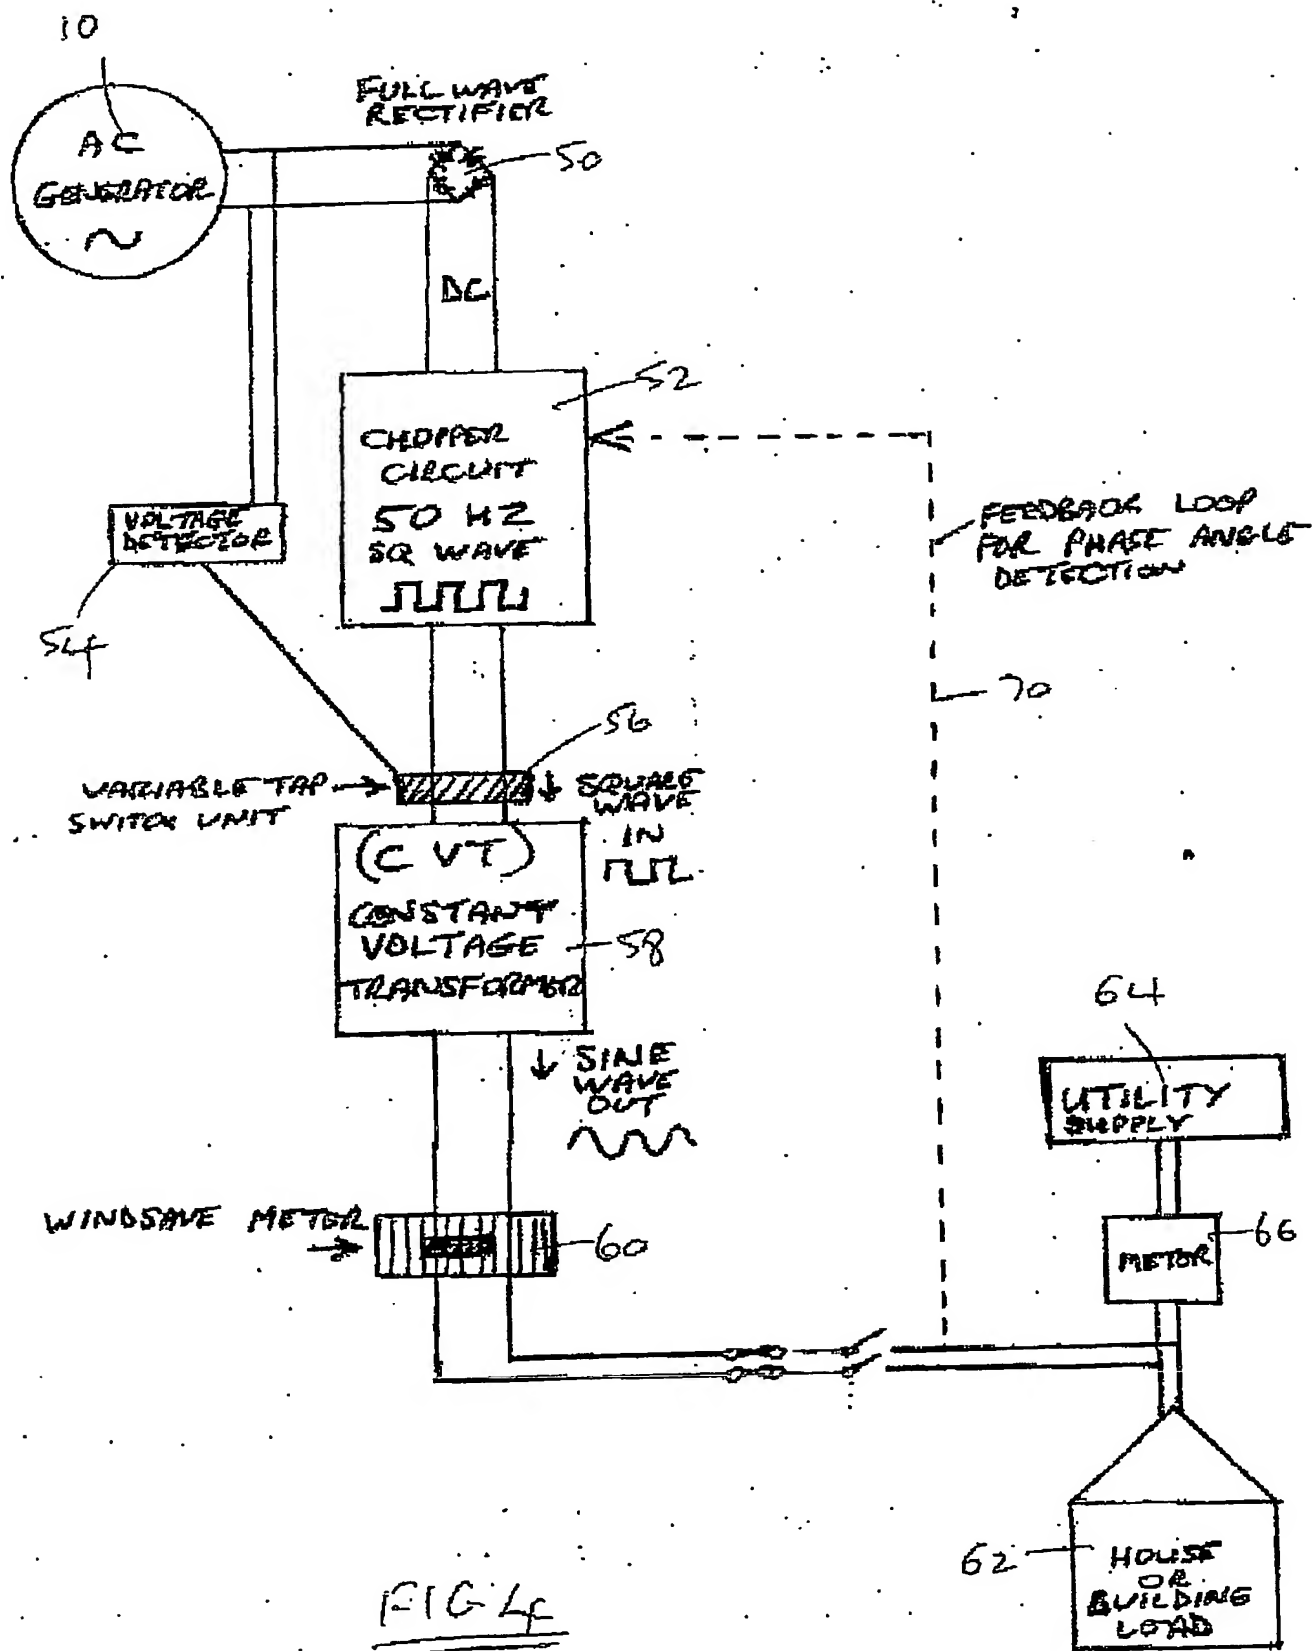 10
AC
GENERATOR
FULL WAVE
RECTIFIER
50
DC
52
CHOPPER
CIRCUIT
50 HZ
SQ WAVE
VOLTAGE
DETECTOR
54
FEEDBACK LOOP
FOR PHASE ANGLE
DETECTION
70
56
VARIABLE TAP
SWITCH UNIT
SQUARE
WAVE
IN
(CVT)
CONSTANT
VOLTAGE
TRANSFORMER
58
SINE
WAVE
OUT
64
UTILITY
SUPPLY
WINDSAVE METER
60
METER
66
62
HOUSE
OR
BUILDING
LOAD
FIG 4